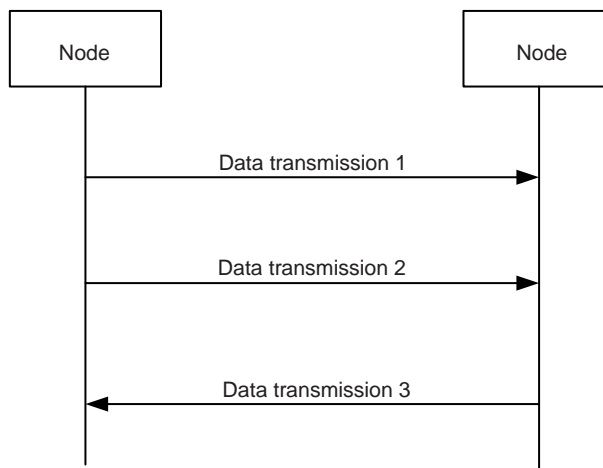 Node
Node
Data transmission 1
Data transmission 2
Data transmission 3